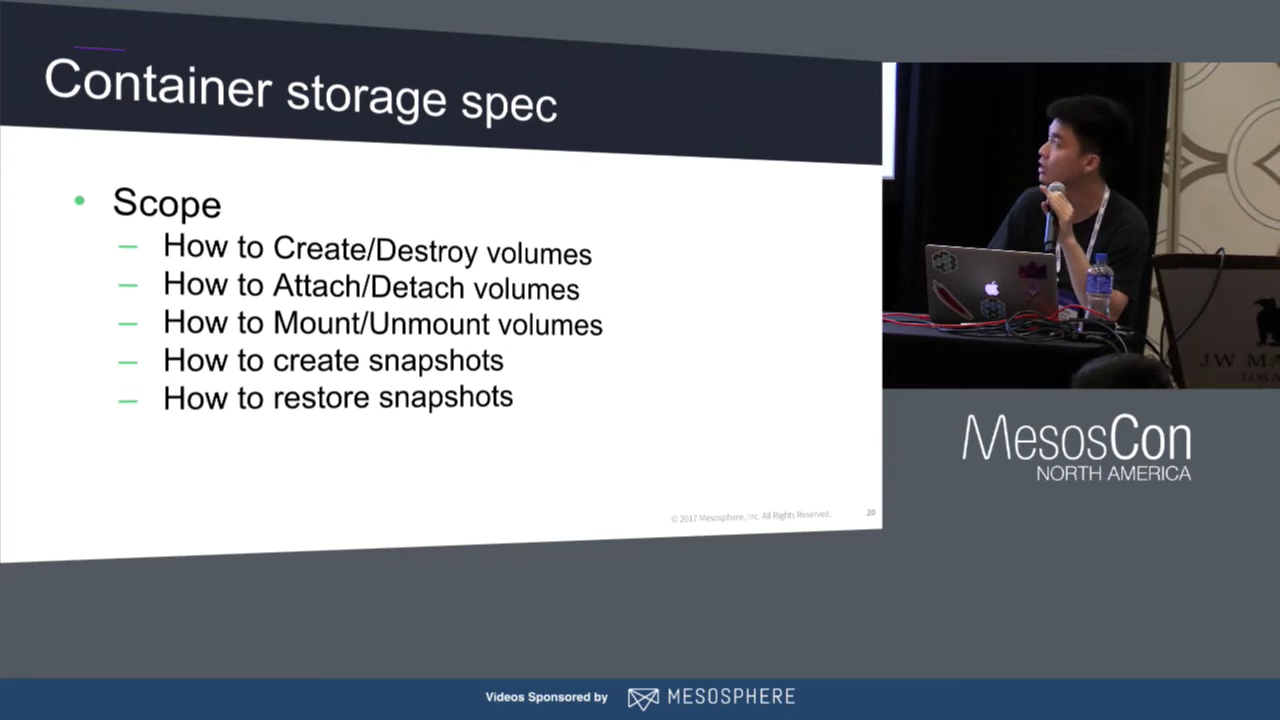 Container storage spec
• Scope
– How to Create/Destroy volumes
– How to Attach/Detach volumes
– How to Mount/Unmount volumes
– How to create snapshots
– How to restore snapshots
© 2017 Mesosphere, Inc. All Rights Reserved.
20
J.W MA
LOS A
MesosCon
NORTH AMERICA
Videos Sponsored by
MESOSPHERE